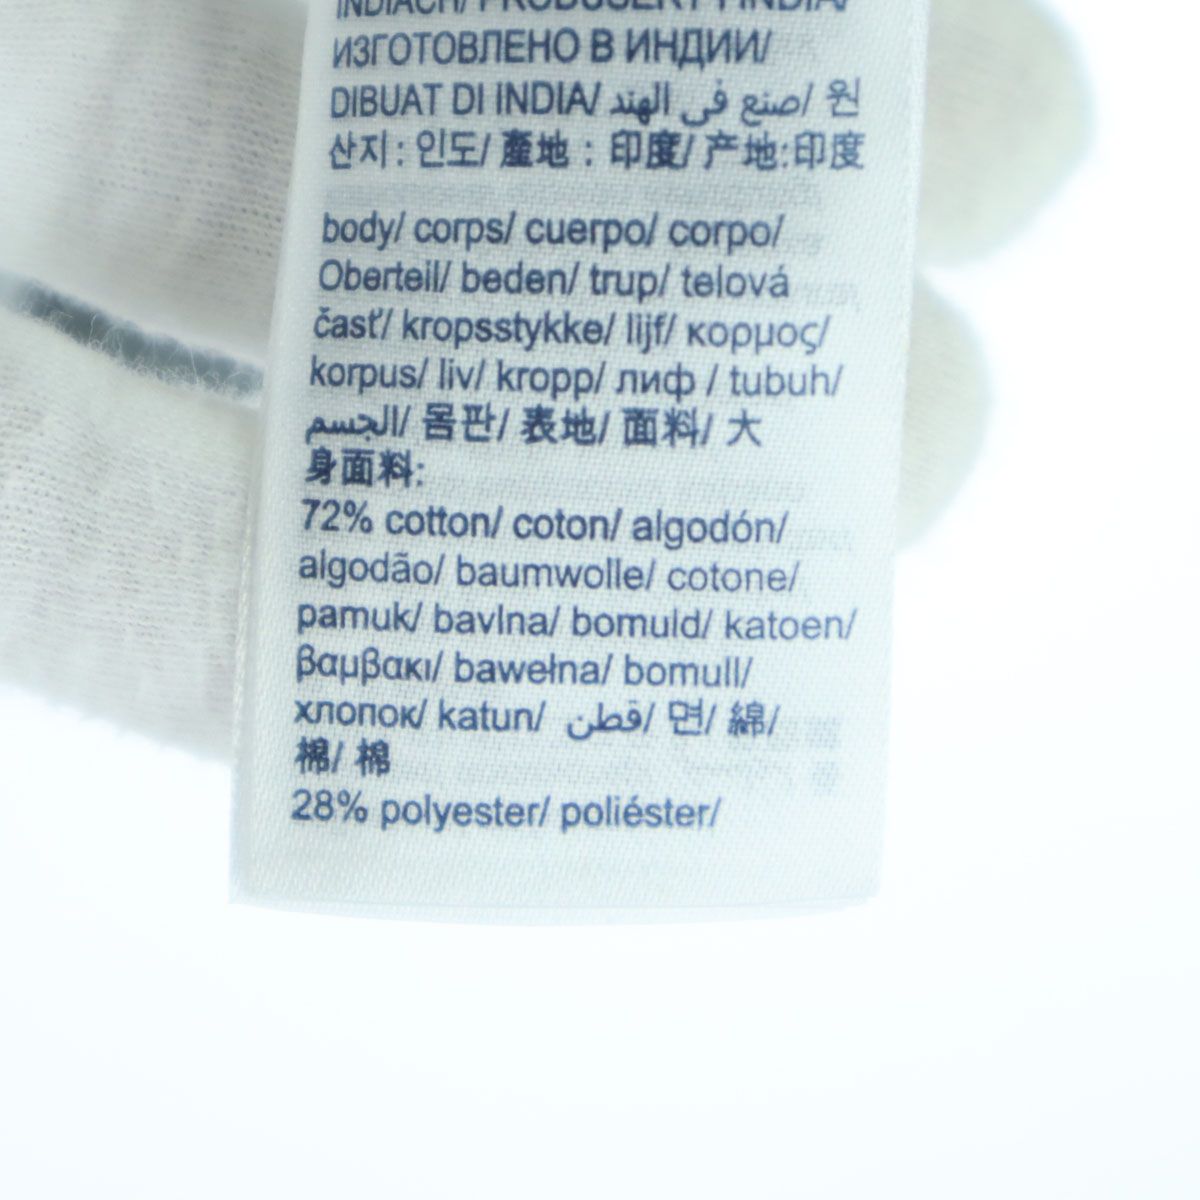 INDIACH/ PRODUSERT I INDIA/
ИЗГОТОВЛЕНО В ИНДИИ/
DIBUAT DI INDIA/ صنع في الهند/ 원
산지 : 인도/ 產地 : 印度/ 产地:印度
body/ corps/ cuerpo/ corpo/
Oberteil/ beden/ trup/ telová
časť/ kropsstykke/ lijf/ κορμος/
korpus/ liv/ kropp/ лиф / tubuh/
الجسم/ 몸판/ 表地/ 面料/ 大
身面料:
72% cotton/ coton/ algodón/
algodão/ baumwolle/ cotone/
pamuk/ bavlna/ bomuld/ katoen/
βαμβακι/ bawełna/ bomull/
хлопок/ katun/ قطن/ 면/ 綿/
棉/ 棉
28% polyester/ poliéster/